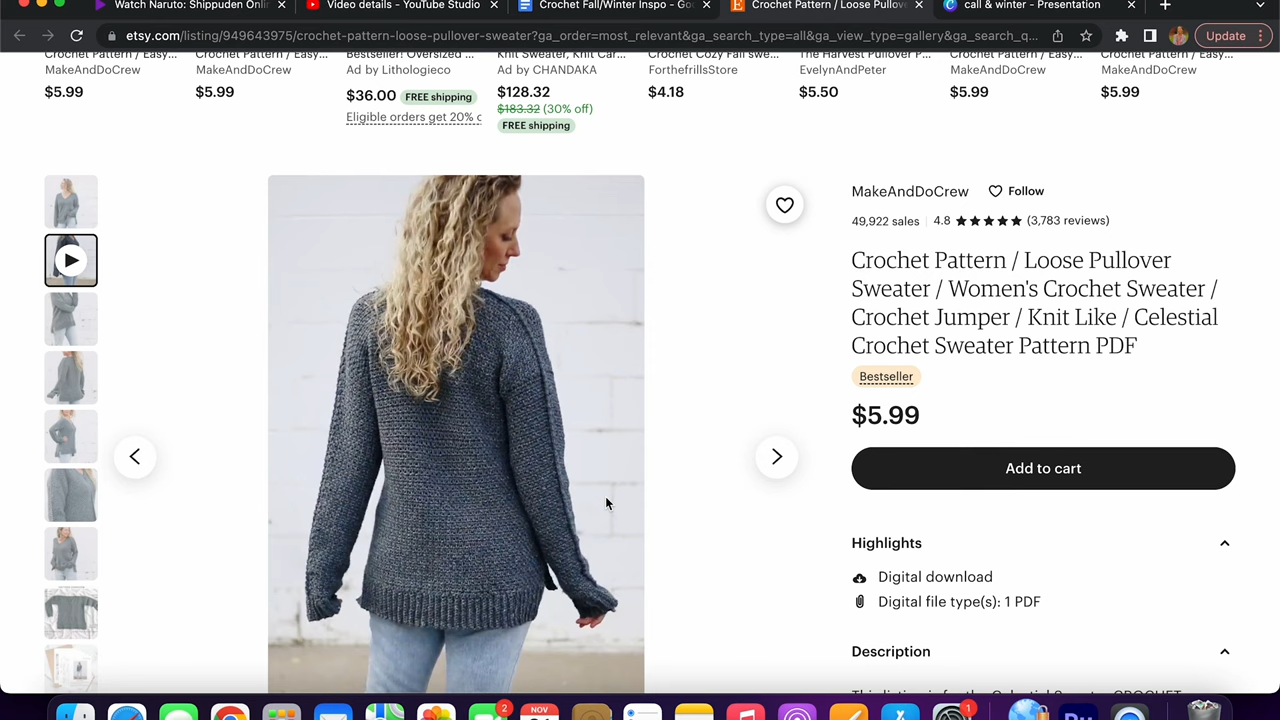 Watch Naruto: Shippuden Onli
Video details - YouTube Studio
Crochet Fall/Winter Inspo - Go
Crochet Pattern / Loose Pullov
call & winter - Presentation
etsy.com/listing/949643975/crochet-pattern-loose-pullover-sweater?ga_order=most_relevant&ga_search_type=all&ga_view_type=gallery&ga_search_q...
Update
Crochet Pattern / Easy...
Crochet Pattern / Easy...
Bestseller! Oversized ...
Knit Sweater, Knit Car...
Crochet Cozy Fall swe...
The Harvest Pullover P...
Crochet Pattern / Easy...
Crochet Pattern / Easy...
MakeAndDoCrew
MakeAndDoCrew
Ad by Lithologieco
Ad by CHANDAKA
ForthefrillsStore
EvelynAndPeter
MakeAndDoCrew
MakeAndDoCrew
$5.99
$5.99
$36.00 FREE shipping
$128.32
$4.18
$5.50
$5.99
$5.99
$183.32 (30% off)
Eligible orders get 20% o
FREE shipping
MakeAndDoCrew Follow
49,922 sales 4.8 (3,783 reviews)
Crochet Pattern / Loose Pullover
Sweater / Women's Crochet Sweater /
Crochet Jumper / Knit Like / Celestial
Crochet Sweater Pattern PDF
Bestseller
$5.99
Add to cart
Highlights
Digital download
Digital file type(s): 1 PDF
Description
2
NOV
1